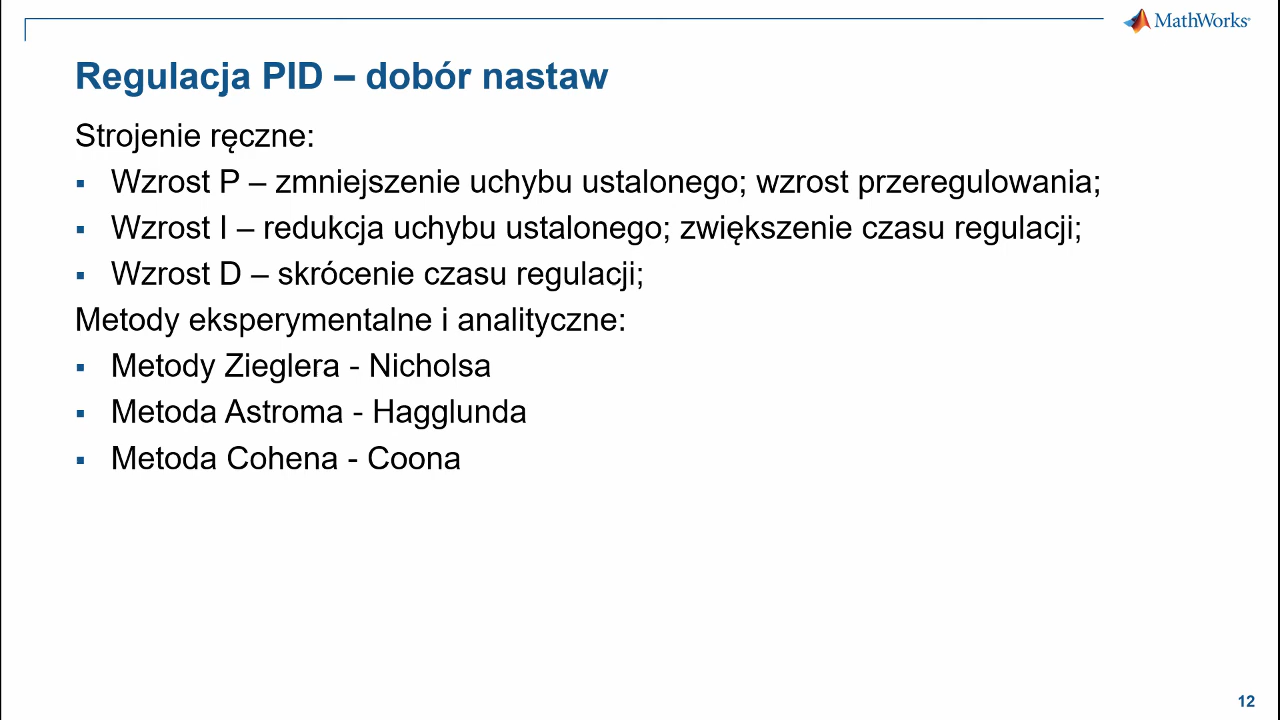 MathWorks®
Regulacja PID – dobór nastaw
Strojenie ręczne:
▪ Wzrost P – zmniejszenie uchybu ustalonego; wzrost przeregulowania;
▪ Wzrost I – redukcja uchybu ustalonego; zwiększenie czasu regulacji;
▪ Wzrost D – skrócenie czasu regulacji;
Metody eksperymentalne i analityczne:
▪ Metody Zieglera - Nicholsa
▪ Metoda Astroma - Hagglunda
▪ Metoda Cohena - Coona
12